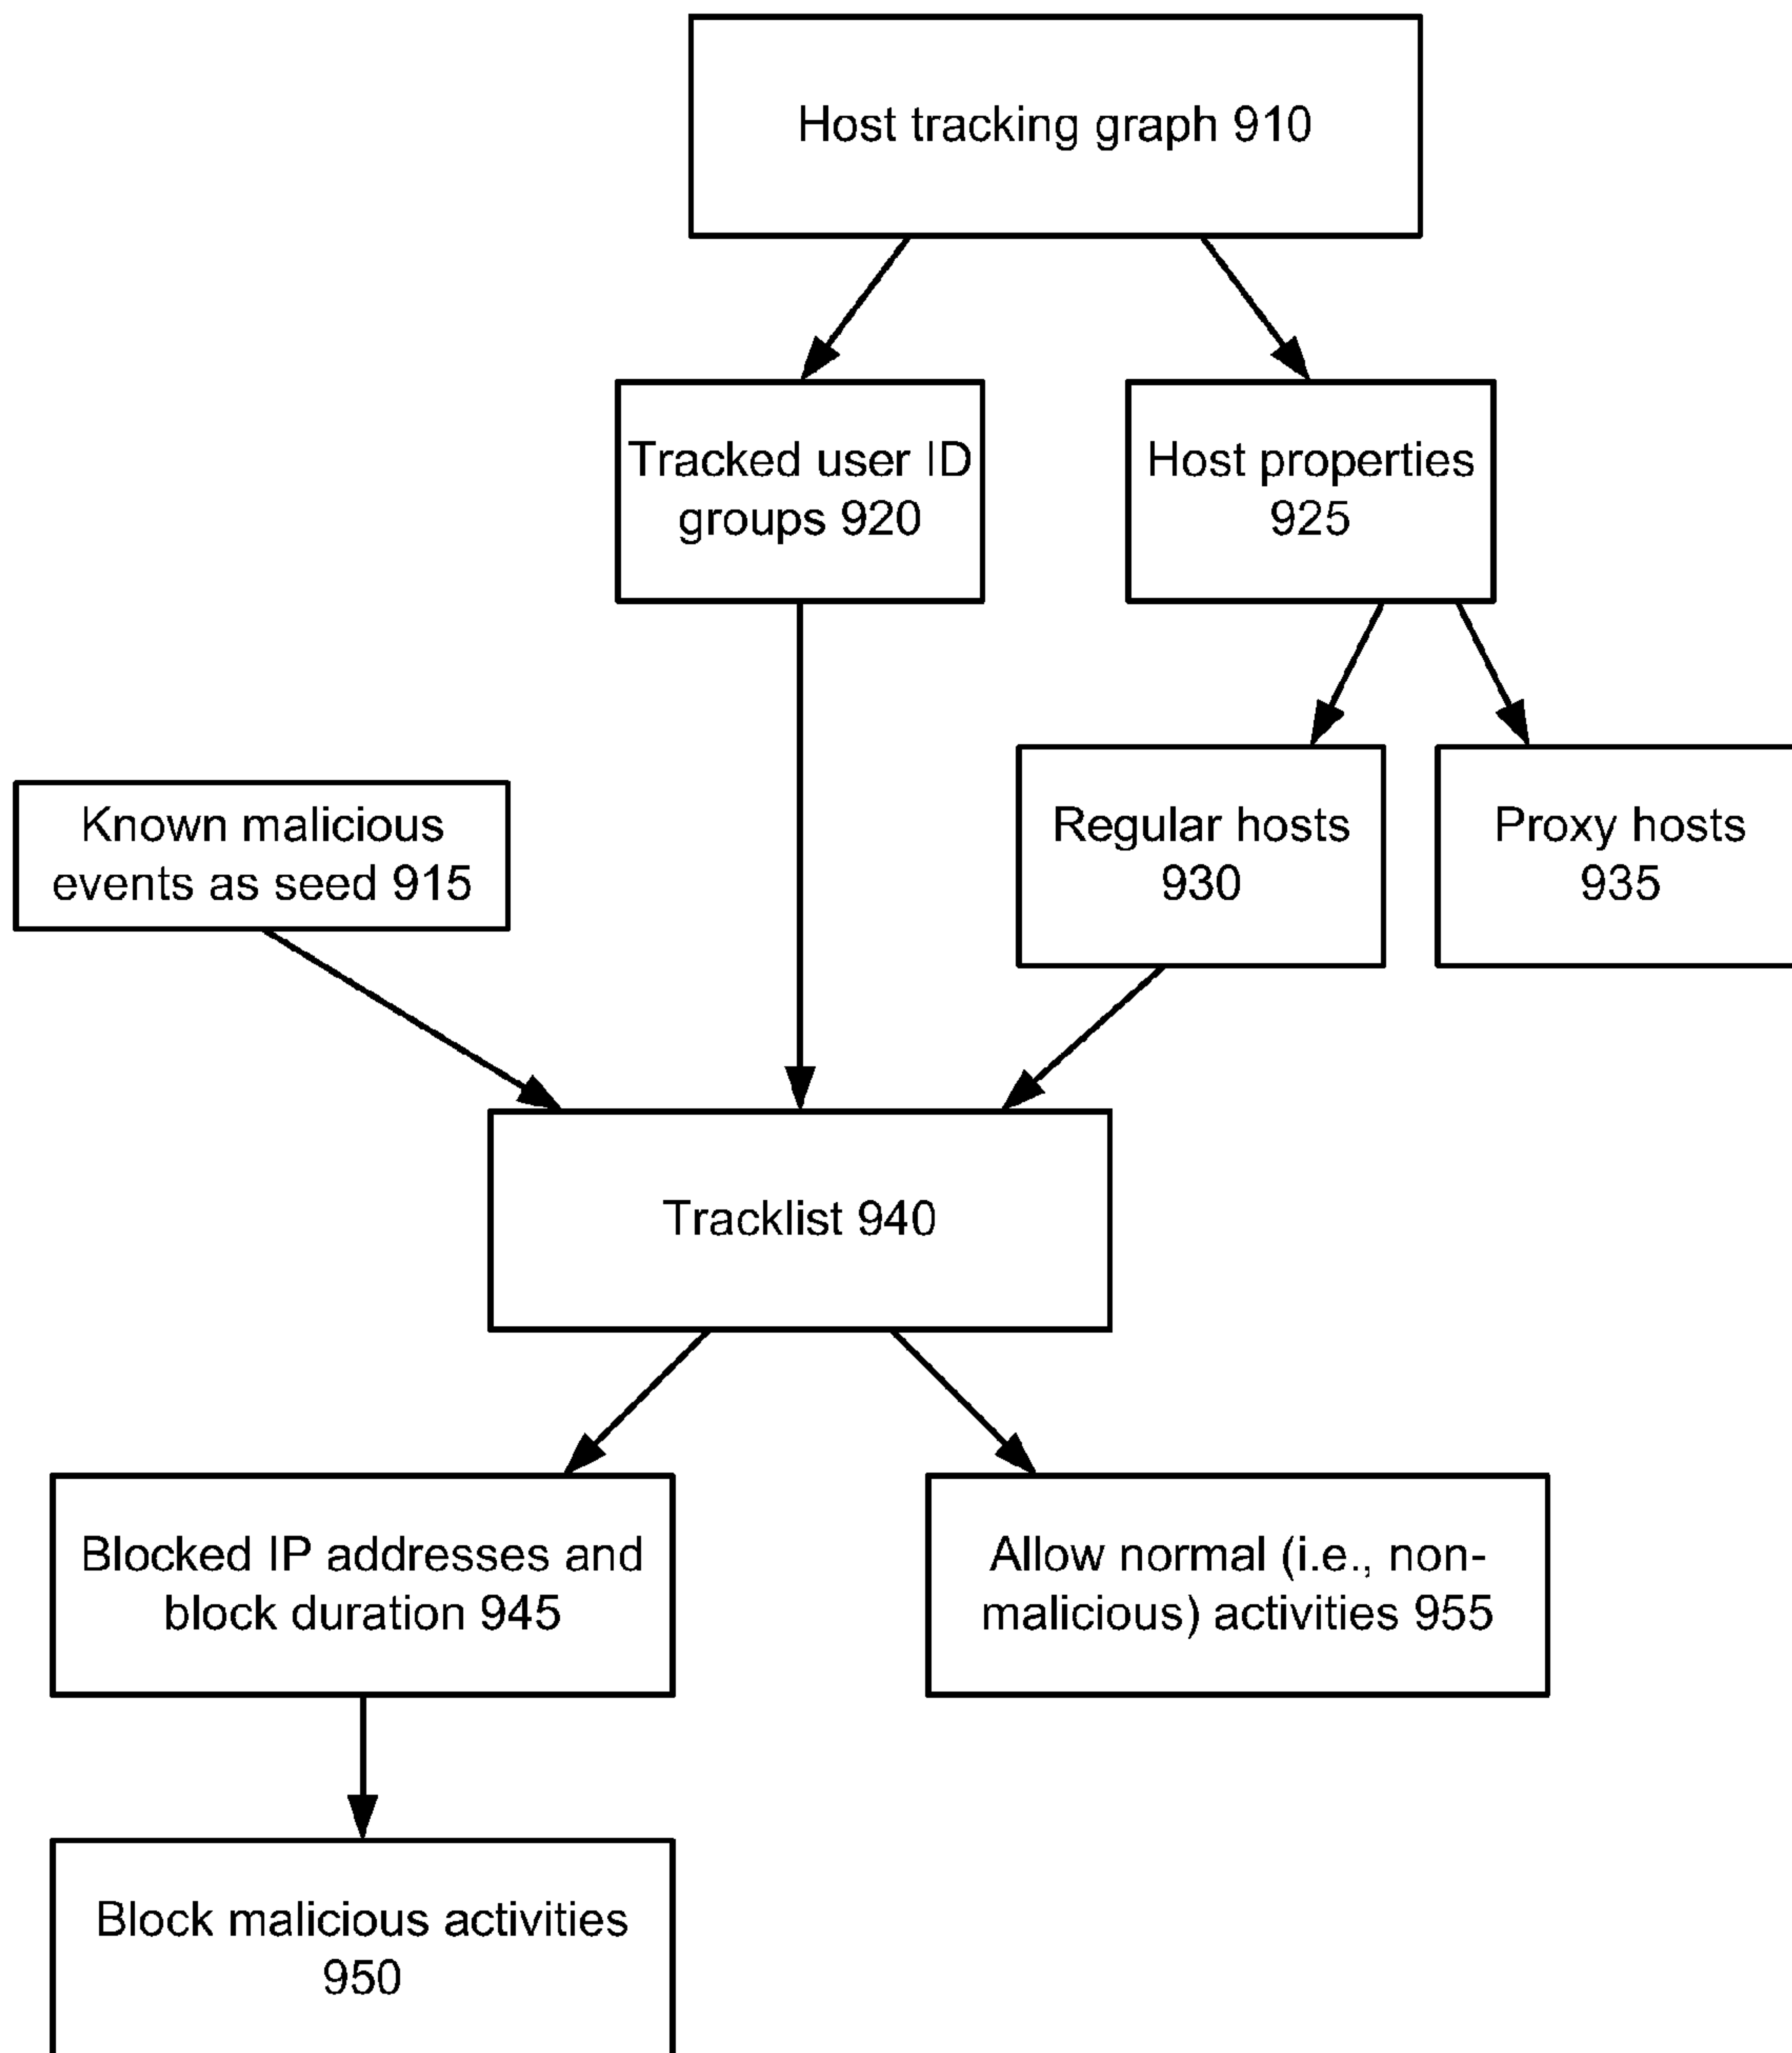 Host tracking graph 910
Tracked user ID
groups 920
Host properties
925
Known malicious
events as seed 915
Regular hosts
930
Proxy hosts
935
Tracklist 940
Blocked IP addresses and
block duration 945
Allow normal (i.e., non-
malicious) activities 955
Block malicious activities
950